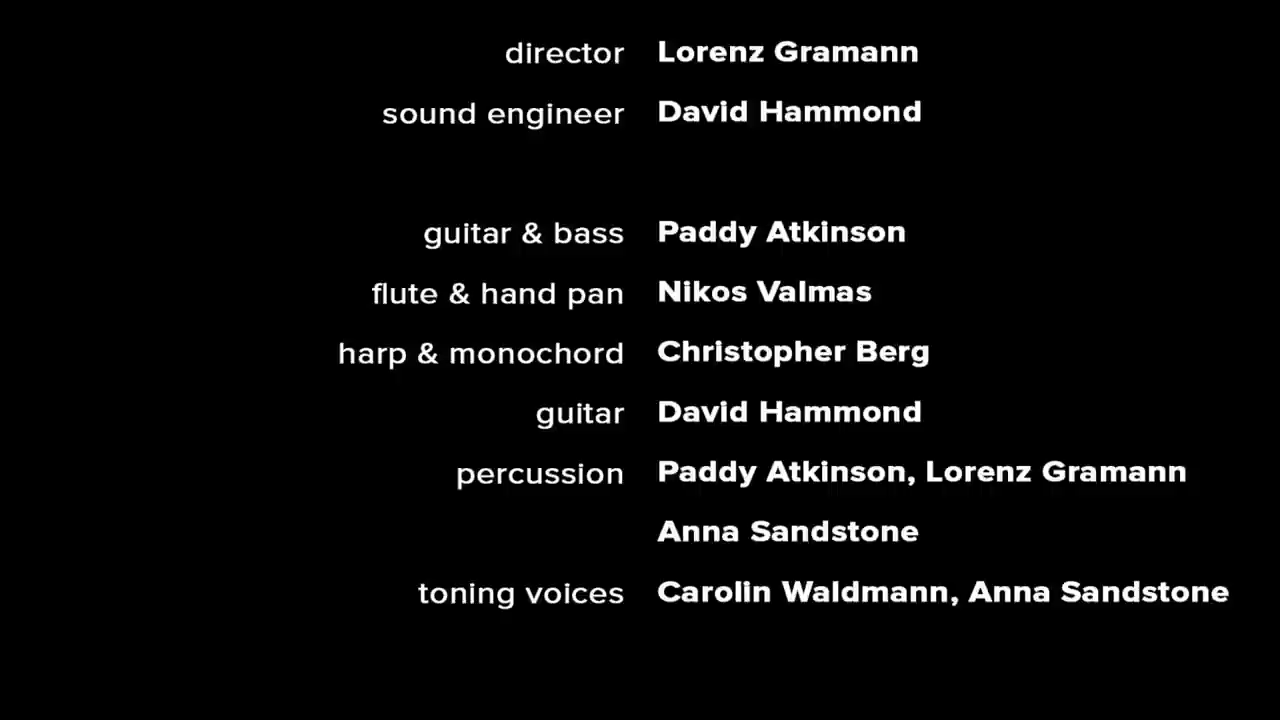 director Lorenz Gramann
sound engineer David Hammond
guitar & bass Paddy Atkinson
flute & hand pan Nikos Valmas
harp & monochord Christopher Berg
guitar David Hammond
percussion Paddy Atkinson, Lorenz Gramann
Anna Sandstone
toning voices Carolin Waldmann, Anna Sandstone